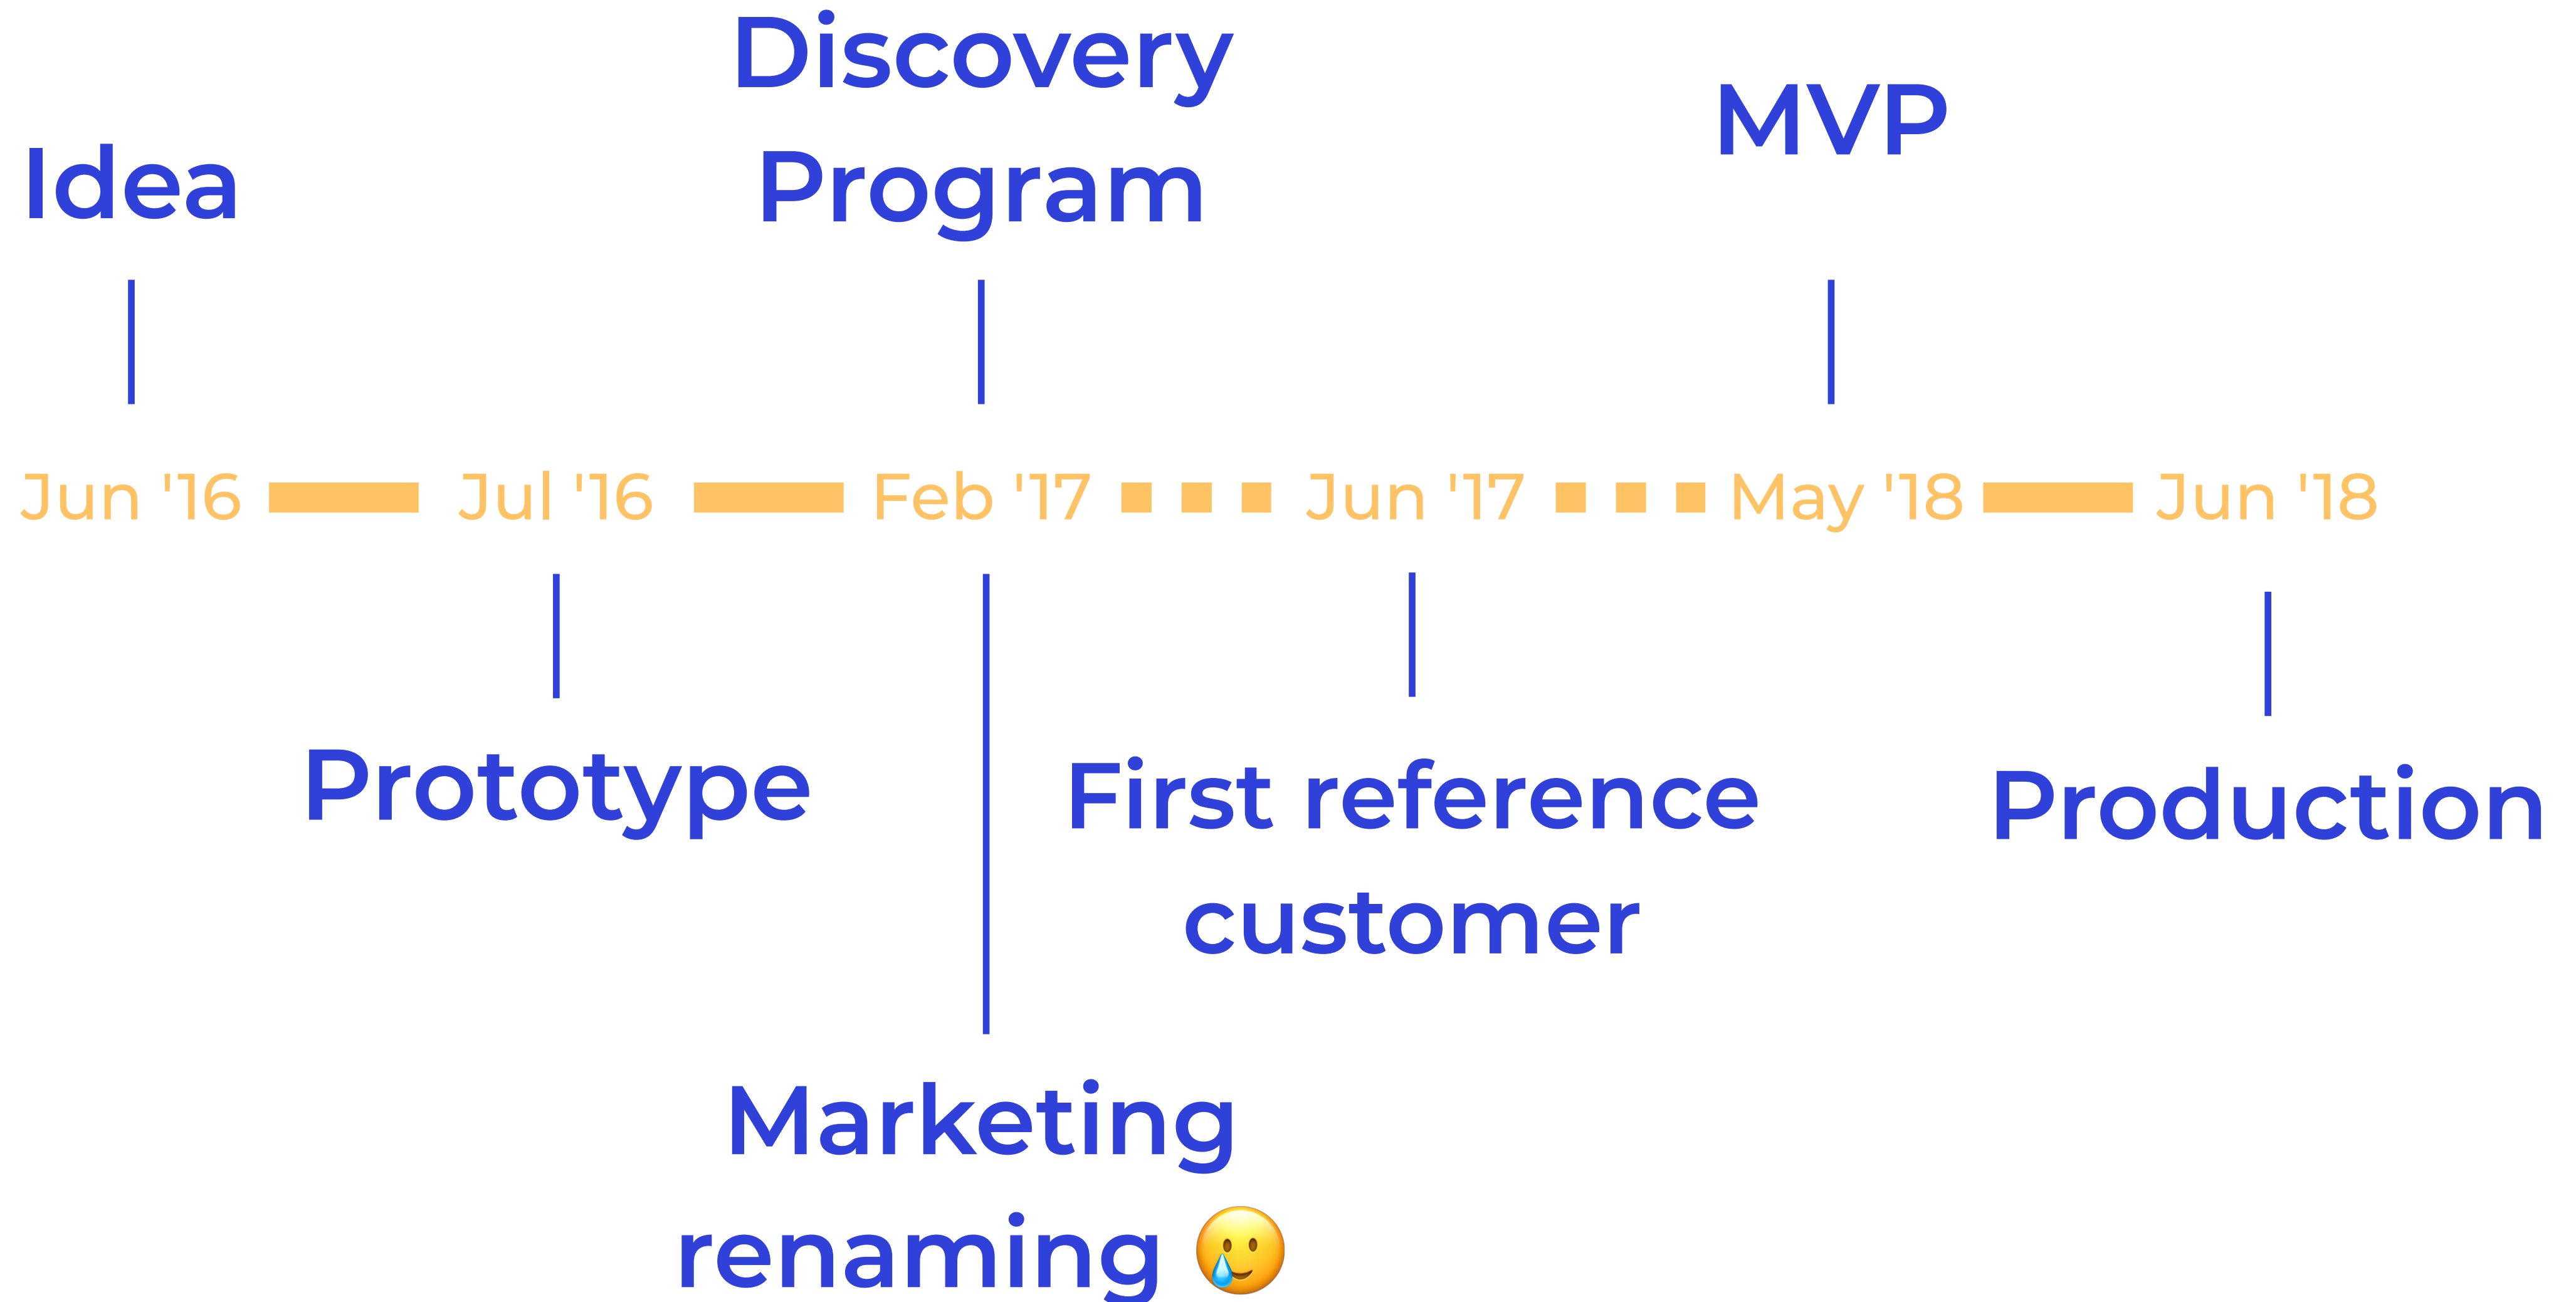 Discovery
Program
Idea
MVP
Jun '16
Jul '16
Feb '17
Jun '17
May '18
Jun '18
Prototype
First reference
customer
Production
Marketing
renaming 🥲